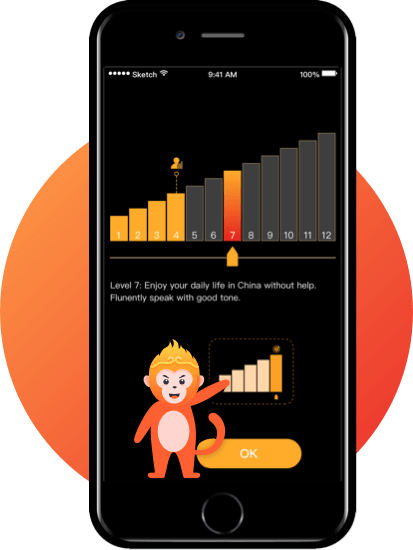 Sketch 9:41 AM 100%
1 2 3 4 5 6 7 8 9 10 11 12
Level 7: Enjoy your daily life in China without help.
Flunently speak with good tone.
OK